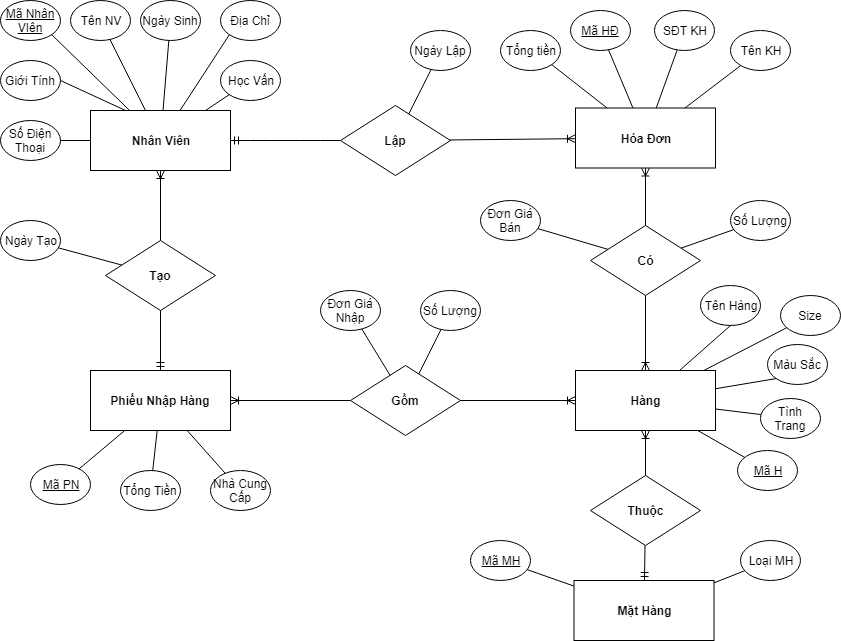 Mã Nhân
Viên
Tên NV
Ngày Sinh
Địa Chỉ
Giới Tính
Học Vấn
Số Điện
Thoại
Nhân Viên
Ngày Lập
Lập
Tổng tiền
Mã HĐ
SĐT KH
Tên KH
Hóa Đơn
Ngày Tạo
Tạo
Đơn Giá
Bán
Số Lượng
Có
Đơn Giá
Nhập
Số Lượng
Gồm
Tên Hàng
Size
Màu Sắc
Tình
Trang
Mã H
Hàng
Phiếu Nhập Hàng
Mã PN
Tổng Tiền
Nhà Cung
Cấp
Thuộc
Mã MH
Loại MH
Mặt Hàng